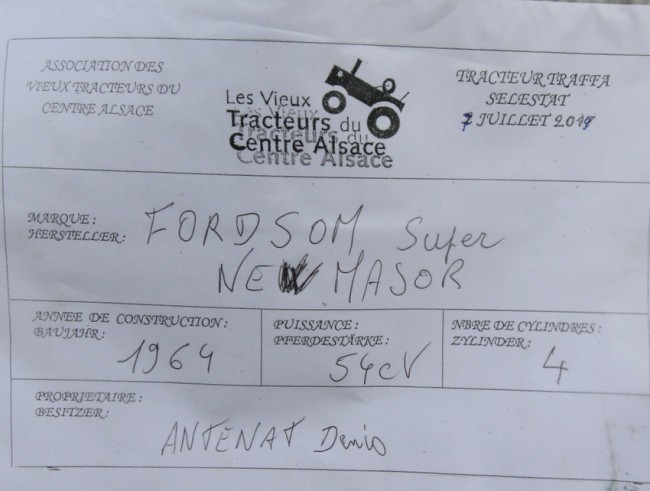 ASSOCIATION DES
VIEUX TRACTEURS DU
CENTRE ALSACE
Les Vieux
Tracteurs du
Centre Alsace
TRACTEUR TRAFFA
SELESTAT
7 JUILLET 2019
MARQUE :
HERSTELLER :
FORDSOM Super
NEW MASOR
ANNEE DE CONSTRUCTION :
BAUJAHR :
1964
PUISSANCE :
PFERDESTÄRKE :
54 cV
NBRE DE CYLINDRES :
ZYLINDER :
4
PROPRIETAIRE :
BESITZER :
ANTENAT Denis